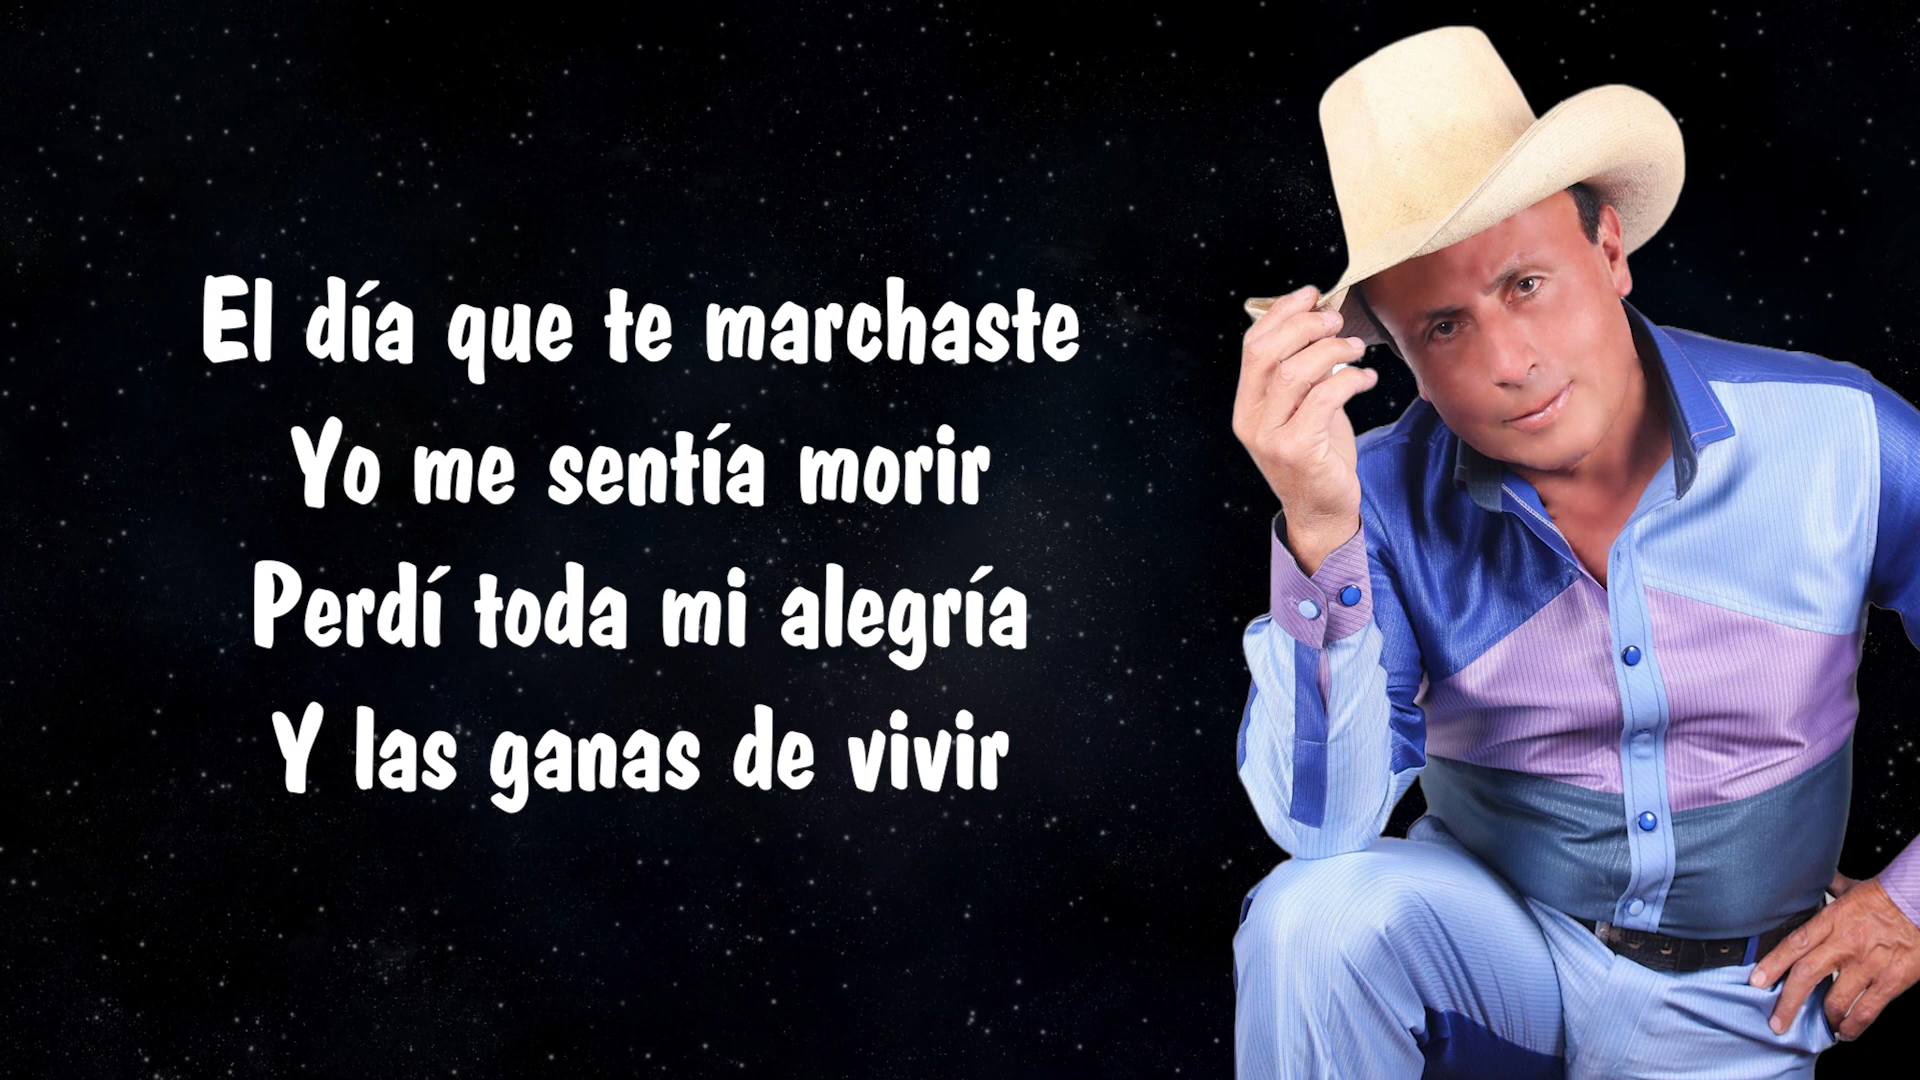 El día que te marchaste
Yo me sentía morir
Perdí toda mi alegría
Y las ganas de vivir